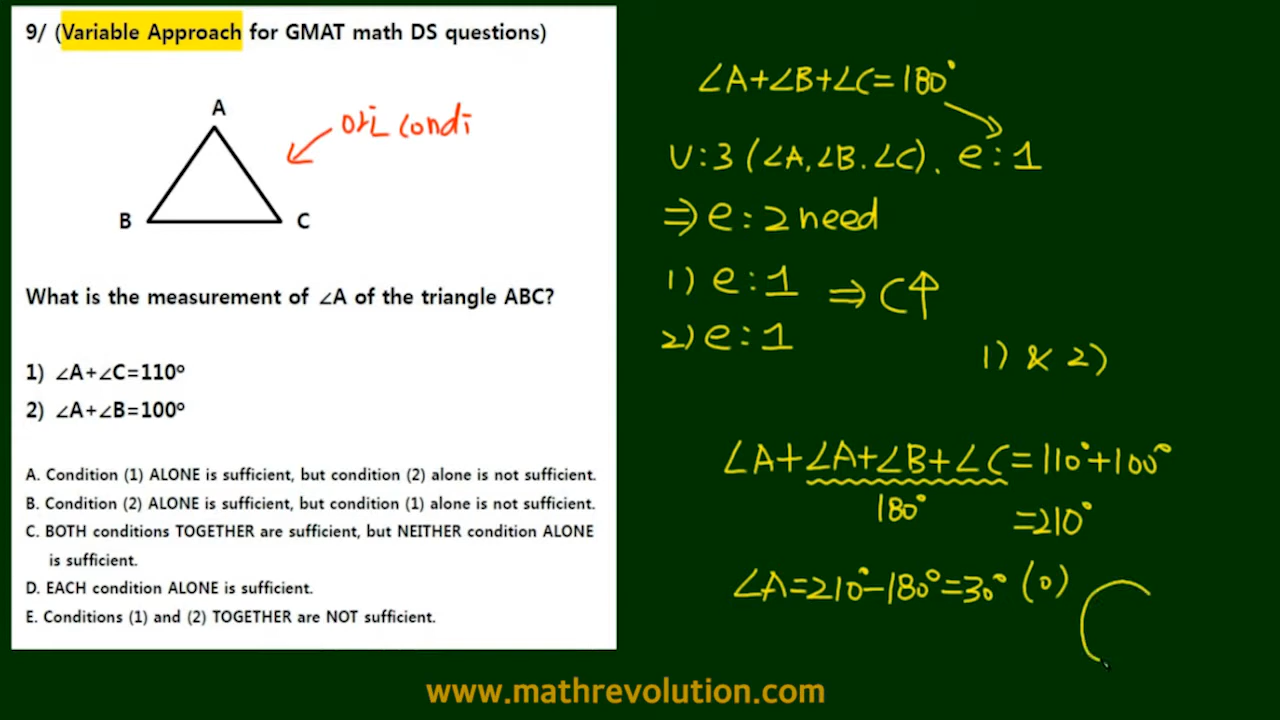 9/ (Variable Approach for GMAT math DS questions)
A
B
C
ori condi
What is the measurement of ∠A of the triangle ABC?
1) ∠A+∠C=110º
2) ∠A+∠B=100º
A. Condition (1) ALONE is sufficient, but condition (2) alone is not sufficient.
B. Condition (2) ALONE is sufficient, but condition (1) alone is not sufficient.
C. BOTH conditions TOGETHER are sufficient, but NEITHER condition ALONE
is sufficient.
D. EACH condition ALONE is sufficient.
E. Conditions (1) and (2) TOGETHER are NOT sufficient.
∠A+∠B+∠C=180°
V:3 (∠A,∠B.∠C). e:1
⇒ e:2 need
1) e:1 ⇒ C↑
2) e:1
1) & 2)
∠A+∠A+∠B+∠C=110°+100°
180° =210°
∠A=210°-180°=30° (0) C
www.mathrevolution.com